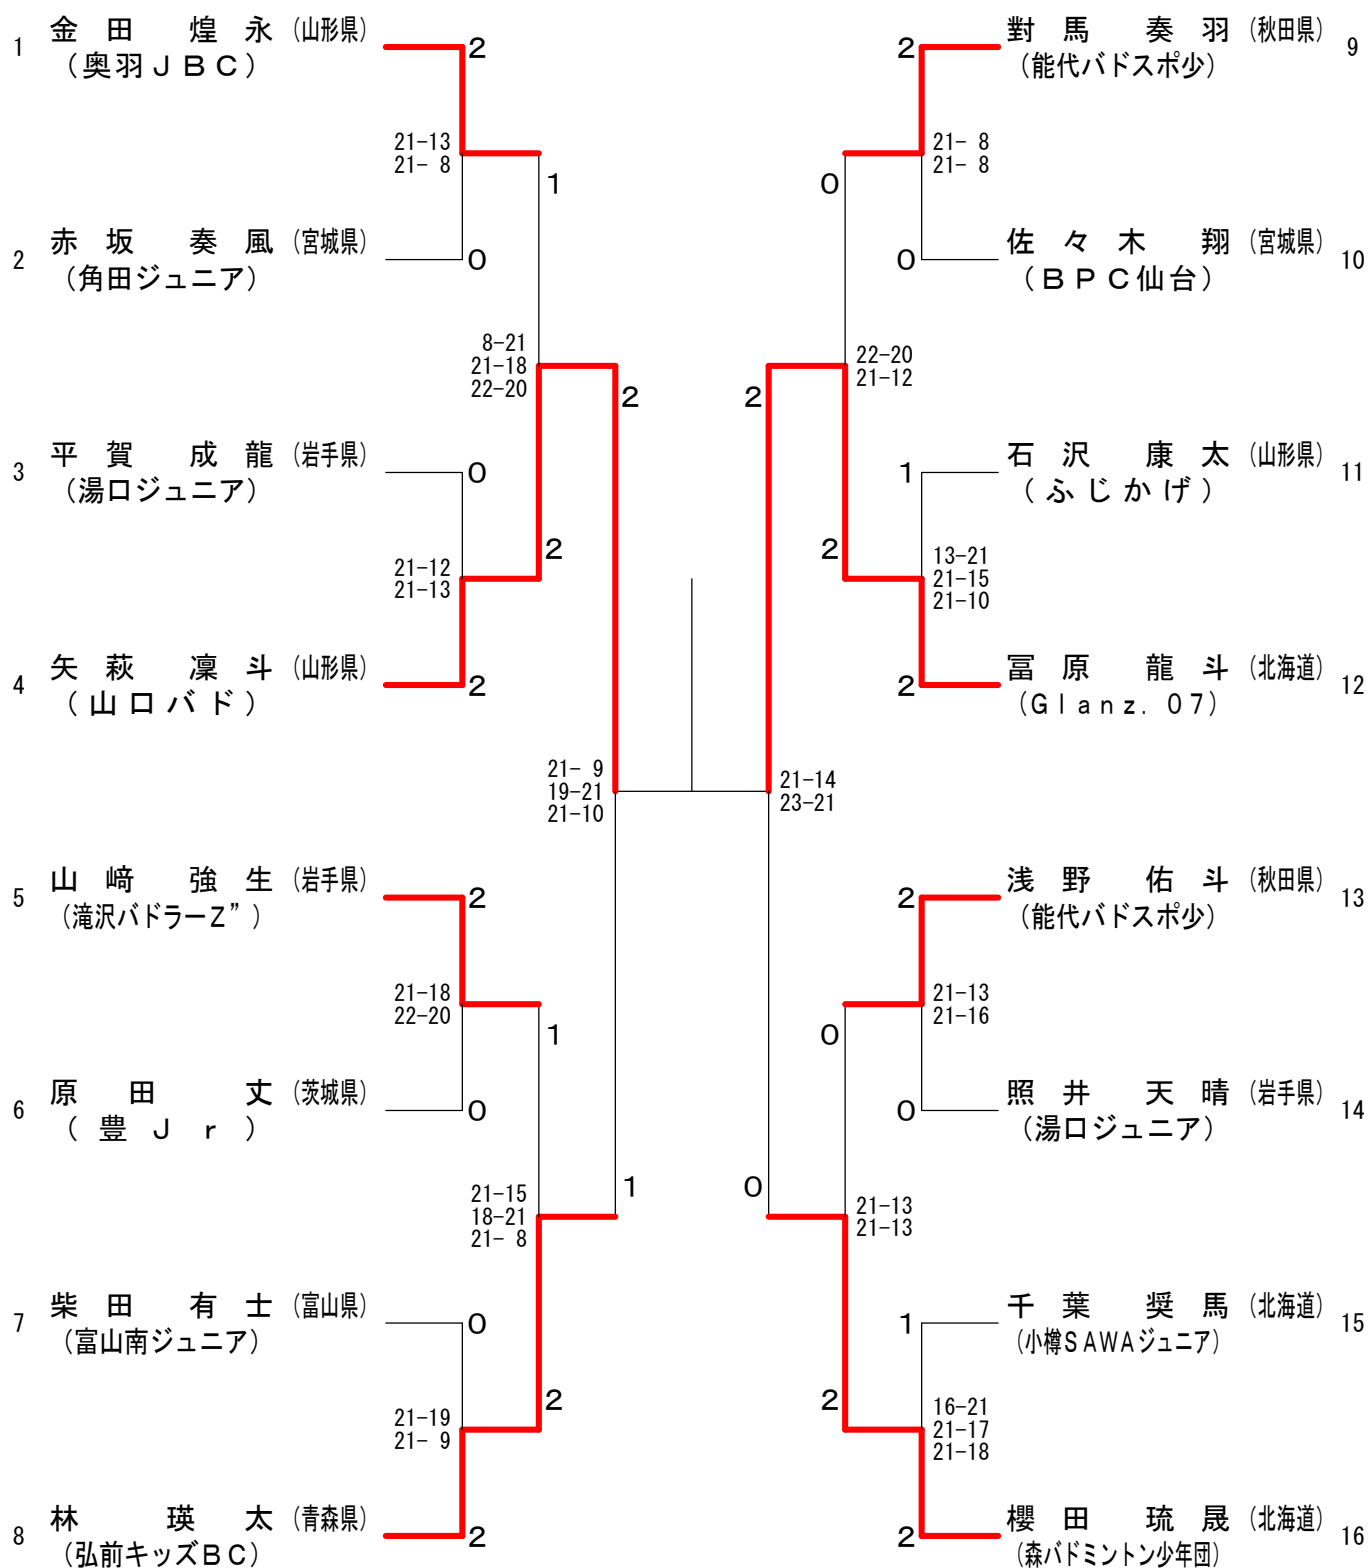 1 金田 煌永 (山形県)
(奥羽JBC)
2
21-13
21- 8
1
2 赤坂 奏風 (宮城県)
(角田ジュニア)
0
8-21
21-18
22-20
2
3 平賀 成龍 (岩手県)
(湯口ジュニア)
0
21-12
21-13
2
4 矢萩 凜斗 (山形県)
(山口バド)
2
21- 9
19-21
21-10
5 山﨑 強生 (岩手県)
(滝沢バドラーZ”)
2
21-18
22-20
1
6 原田 丈 (茨城県)
(豊Jr)
0
21-15
18-21
21- 8
1
7 柴田 有士 (富山県)
(富山南ジュニア)
0
21-19
21- 9
2
8 林 瑛太 (青森県)
(弘前キッズBC)
2
2 對馬 奏羽 (秋田県) 9
(能代バドスポ少)
21- 8
21- 8
0
0 佐々木 翔 (宮城県) 10
(BPC仙台)
22-20
21-12
2
1 石沢 康太 (山形県) 11
(ふじかげ)
2
13-21
21-15
21-10
2 冨原 龍斗 (北海道) 12
(Glanz.07)
21-14
23-21
2 浅野 佑斗 (秋田県) 13
(能代バドスポ少)
21-13
21-16
0
0 照井 天晴 (岩手県) 14
(湯口ジュニア)
0
21-13
21-13
1 千葉 奨馬 (北海道) 15
(小樽SAWAジュニア)
2
16-21
21-17
21-18
2 櫻田 琉晟 (北海道) 16
(森バドミントン少年団)